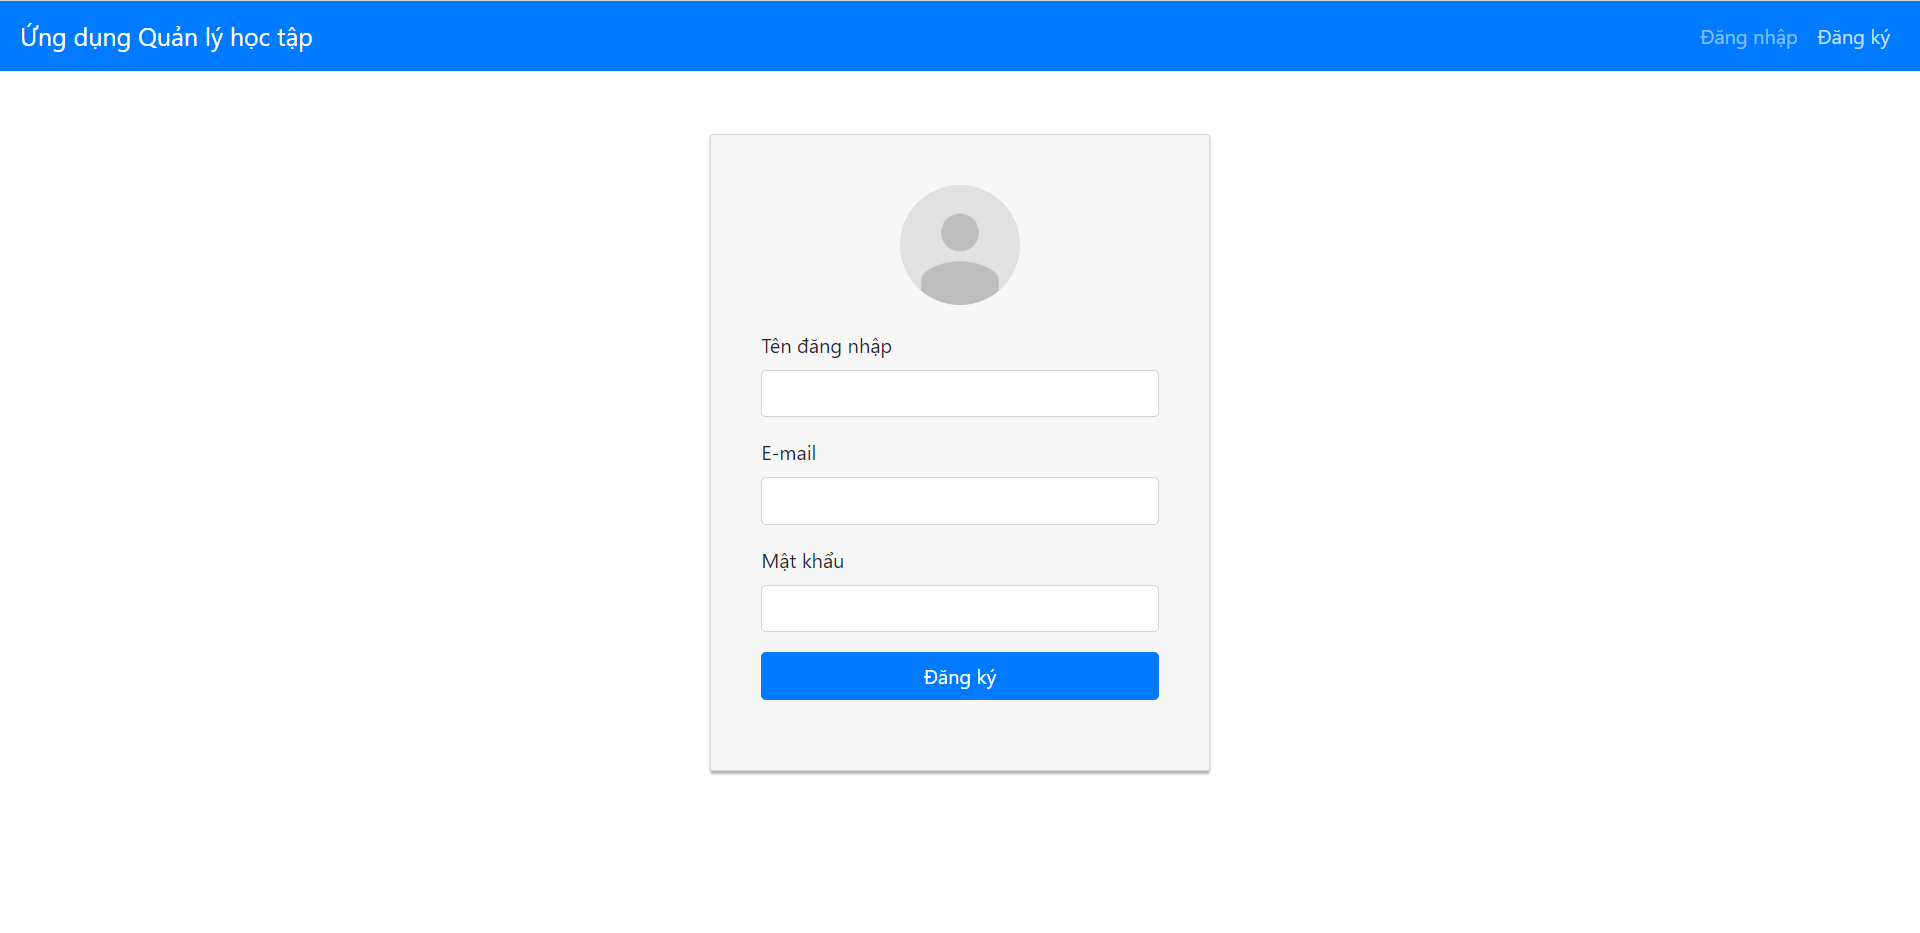 Ứng dụng Quản lý học tập
Đăng nhập Đăng ký
Tên đăng nhập
E-mail
Mật khẩu
Đăng ký